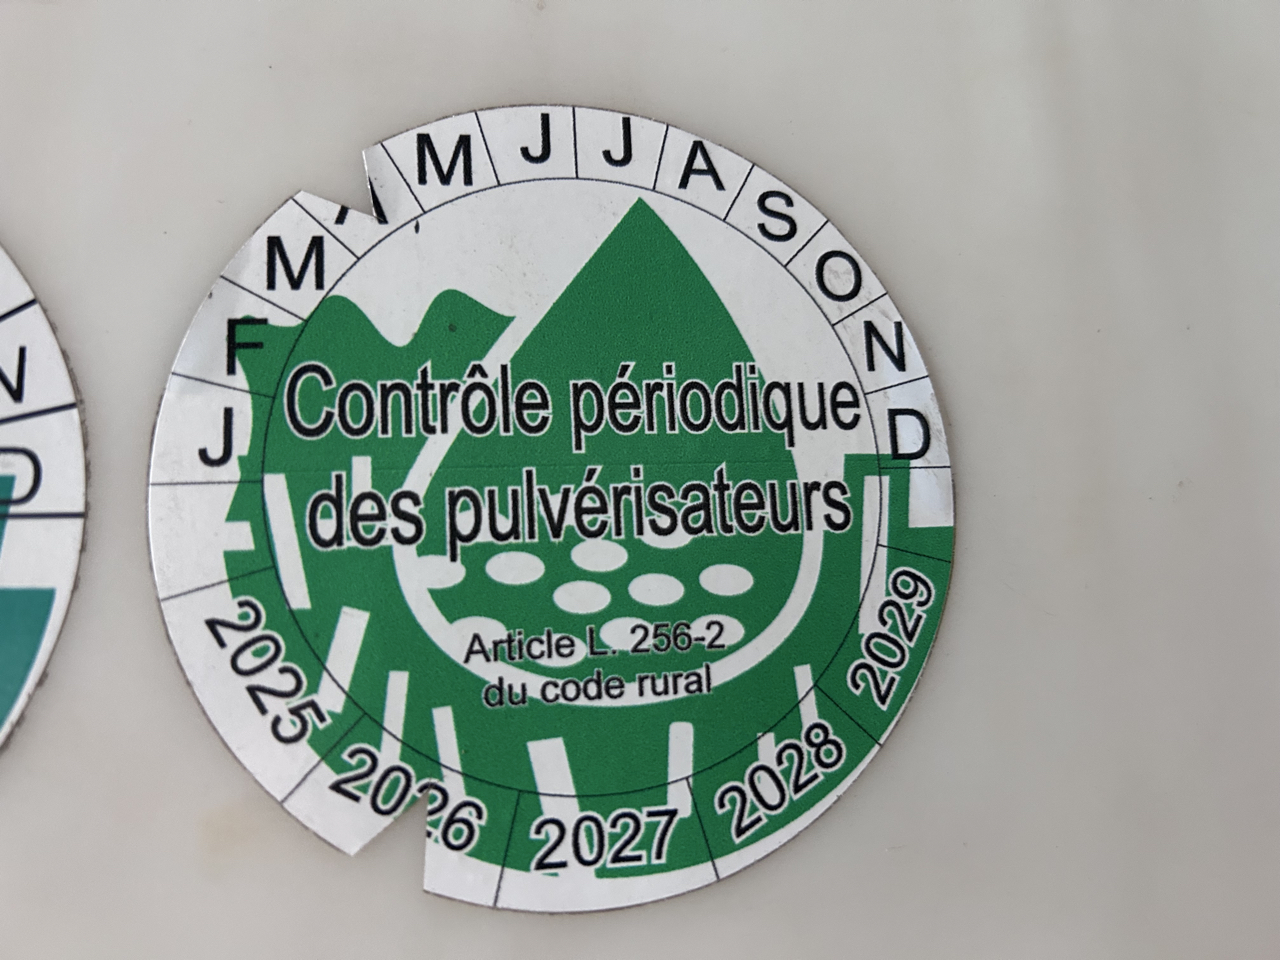 J F M A M J J A S O N D
Contrôle périodique
des pulvérisateurs
Article L. 256-2
du code rural
2025 2026 2027 2028 2029
N
D